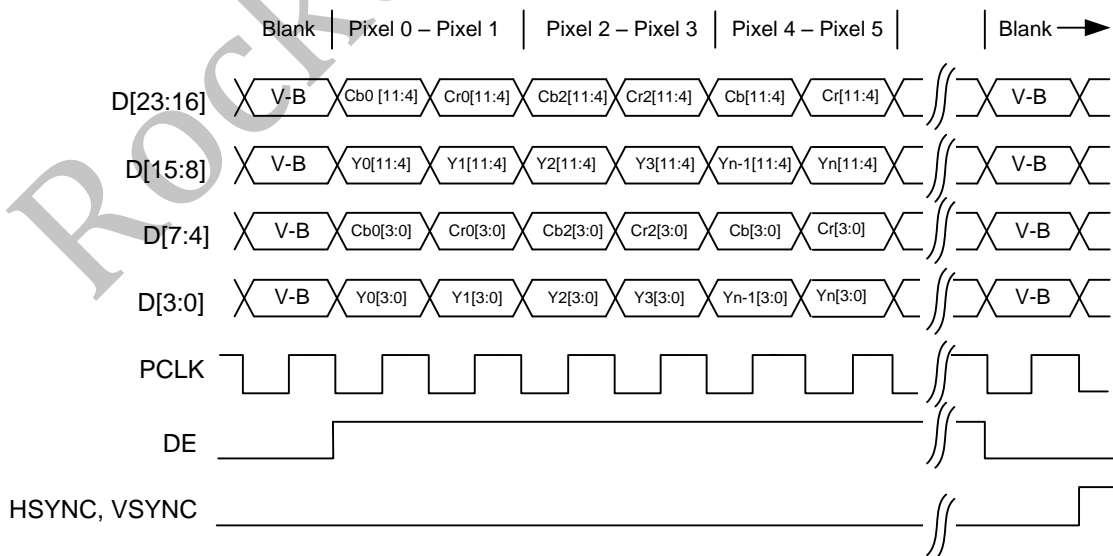 Blank Pixel 0 – Pixel 1 Pixel 2 – Pixel 3 Pixel 4 – Pixel 5 Blank
D[23:16] V-B Cb0 [11:4] Cr0[11:4] Cb2[11:4] Cr2[11:4] Cb[11:4] Cr[11:4] V-B
D[15:8] V-B Y0[11:4] Y1[11:4] Y2[11:4] Y3[11:4] Yn-1[11:4] Yn[11:4] V-B
D[7:4] V-B Cb0[3:0] Cr0[3:0] Cb2[3:0] Cr2[3:0] Cb[3:0] Cr[3:0] V-B
D[3:0] V-B Y0[3:0] Y1[3:0] Y2[3:0] Y3[3:0] Yn-1[3:0] Yn[3:0] V-B
PCLK
DE
HSYNC, VSYNC